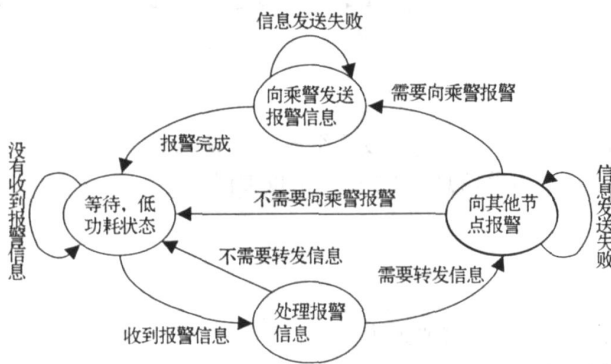 信息发送失败
向乘警发送
报警信息
需要向乘警报警
报警完成
没有收到报警信息
等待，低
功耗状态
不需要向乘警报警
向其他节
点报警
信息发送失败
不需要转发信息
需要转发信息
处理报警
信息
收到报警信息